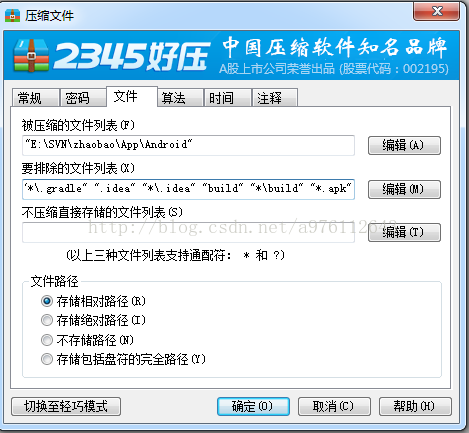 压缩文件
2345好压
中国压缩软件知名品牌
A股上市公司荣誉出品 (股票代码：002195)
常规 密码 文件 算法 时间 注释
被压缩的文件列表(F)
"E:\SVN\zhaobao\App\Android"
编辑(A)
要排除的文件列表(X)
"*\.gradle" ".idea" "*\.idea" "build" "*\build" "*.apk"
编辑(M)
不压缩直接存储的文件列表(S)
编辑(T)
(以上三种文件列表支持通配符： * 和 ?)
文件路径
存储相对路径(R)
存储绝对路径(I)
不存储路径(N)
存储包括盘符的完全路径(Y)
切换至轻巧模式 确定(O) 取消(C) 帮助(H)